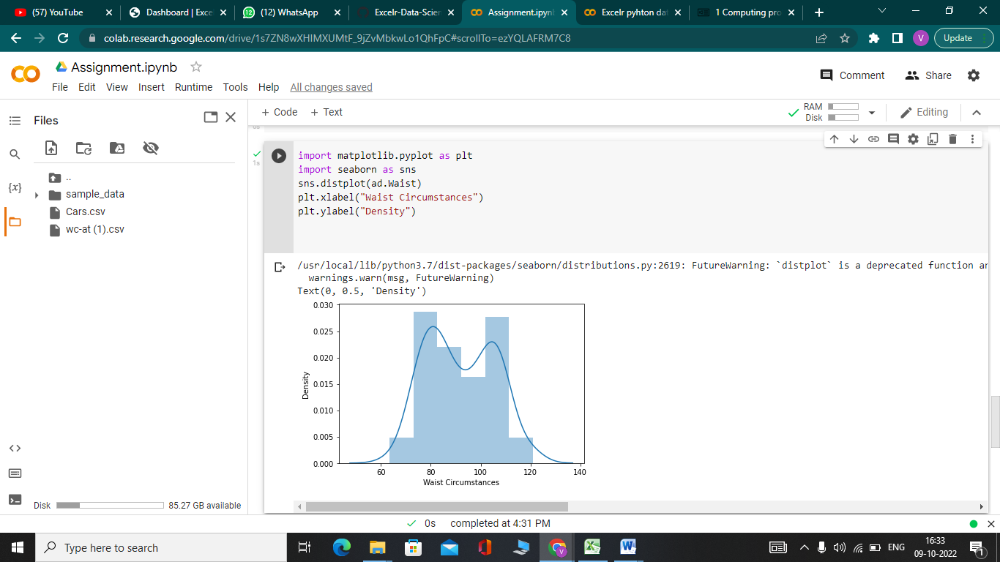 (57) YouTube
Dashboard | Exce
(12) WhatsApp
Excelr-Data-Scien
Assignment.ipyn
Excelr pyhton da
1 Computing pro
colab.research.google.com/drive/1s7ZN8wXHIMXUMtF_9jZvMbkwLo1QhFpC#scrollTo=ezYQLAFRM7C8
V
Update
CO
Assignment.ipynb
File Edit View Insert Runtime Tools Help All changes saved
Comment
Share
Files
+ Code + Text
RAM
Disk
Editing
{x}
..
sample_data
Cars.csv
wc-at (1).csv
0s
1s
import matplotlib.pyplot as plt
import seaborn as sns
sns.distplot(ad.Waist)
plt.xlabel("Waist Circumstances")
plt.ylabel("Density")
/usr/local/lib/python3.7/dist-packages/seaborn/distributions.py:2619: FutureWarning: `distplot` is a deprecated function an
warnings.warn(msg, FutureWarning)
Text(0, 0.5, 'Density')
0.030
0.025
0.020
0.015
0.010
0.005
0.000
Density
60 80 100 120 140
Waist Circumstances
Disk 85.27 GB available
0s completed at 4:31 PM
Type here to search
ENG
16:33
09-10-2022
1